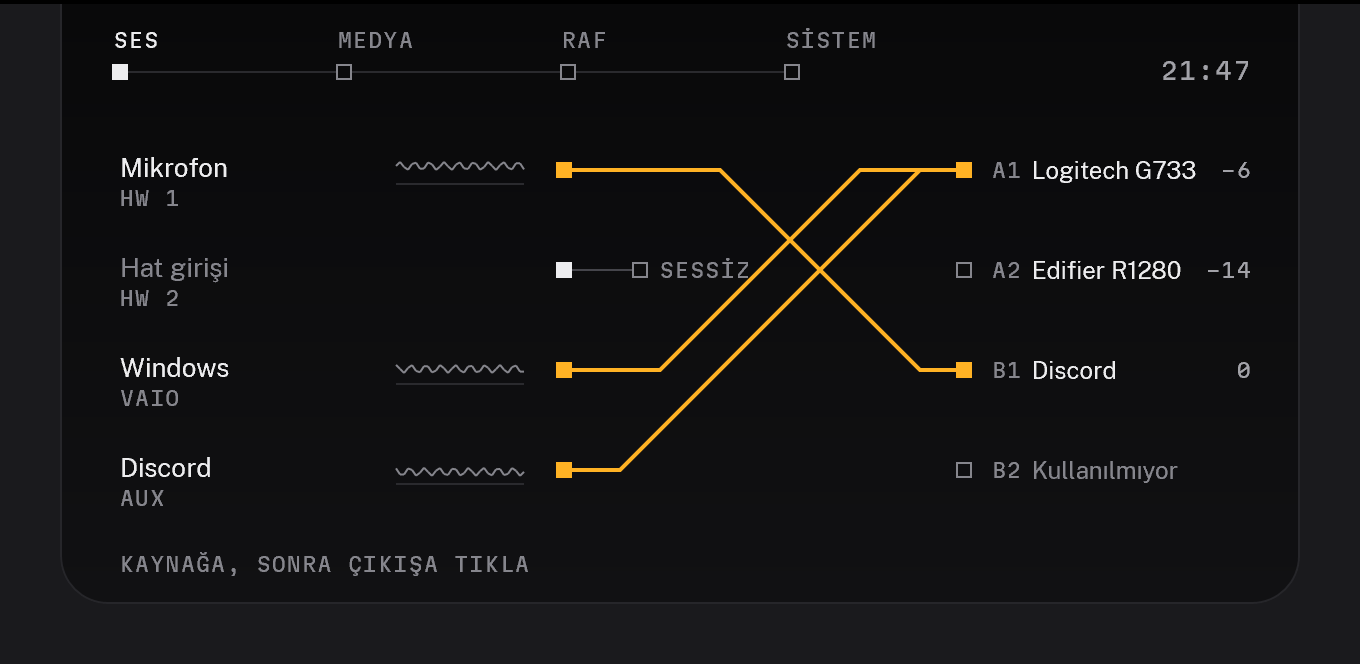 SES MEDYA RAF SİSTEM
21:47
Mikrofon A1 Logitech G733 −6
HW 1
Hat girişi SESSİZ A2 Edifier R1280 −14
HW 2
Windows B1 Discord 0
VAIO
Discord B2 Kullanılmıyor
AUX
KAYNAĞA, SONRA ÇIKIŞA TIKLA